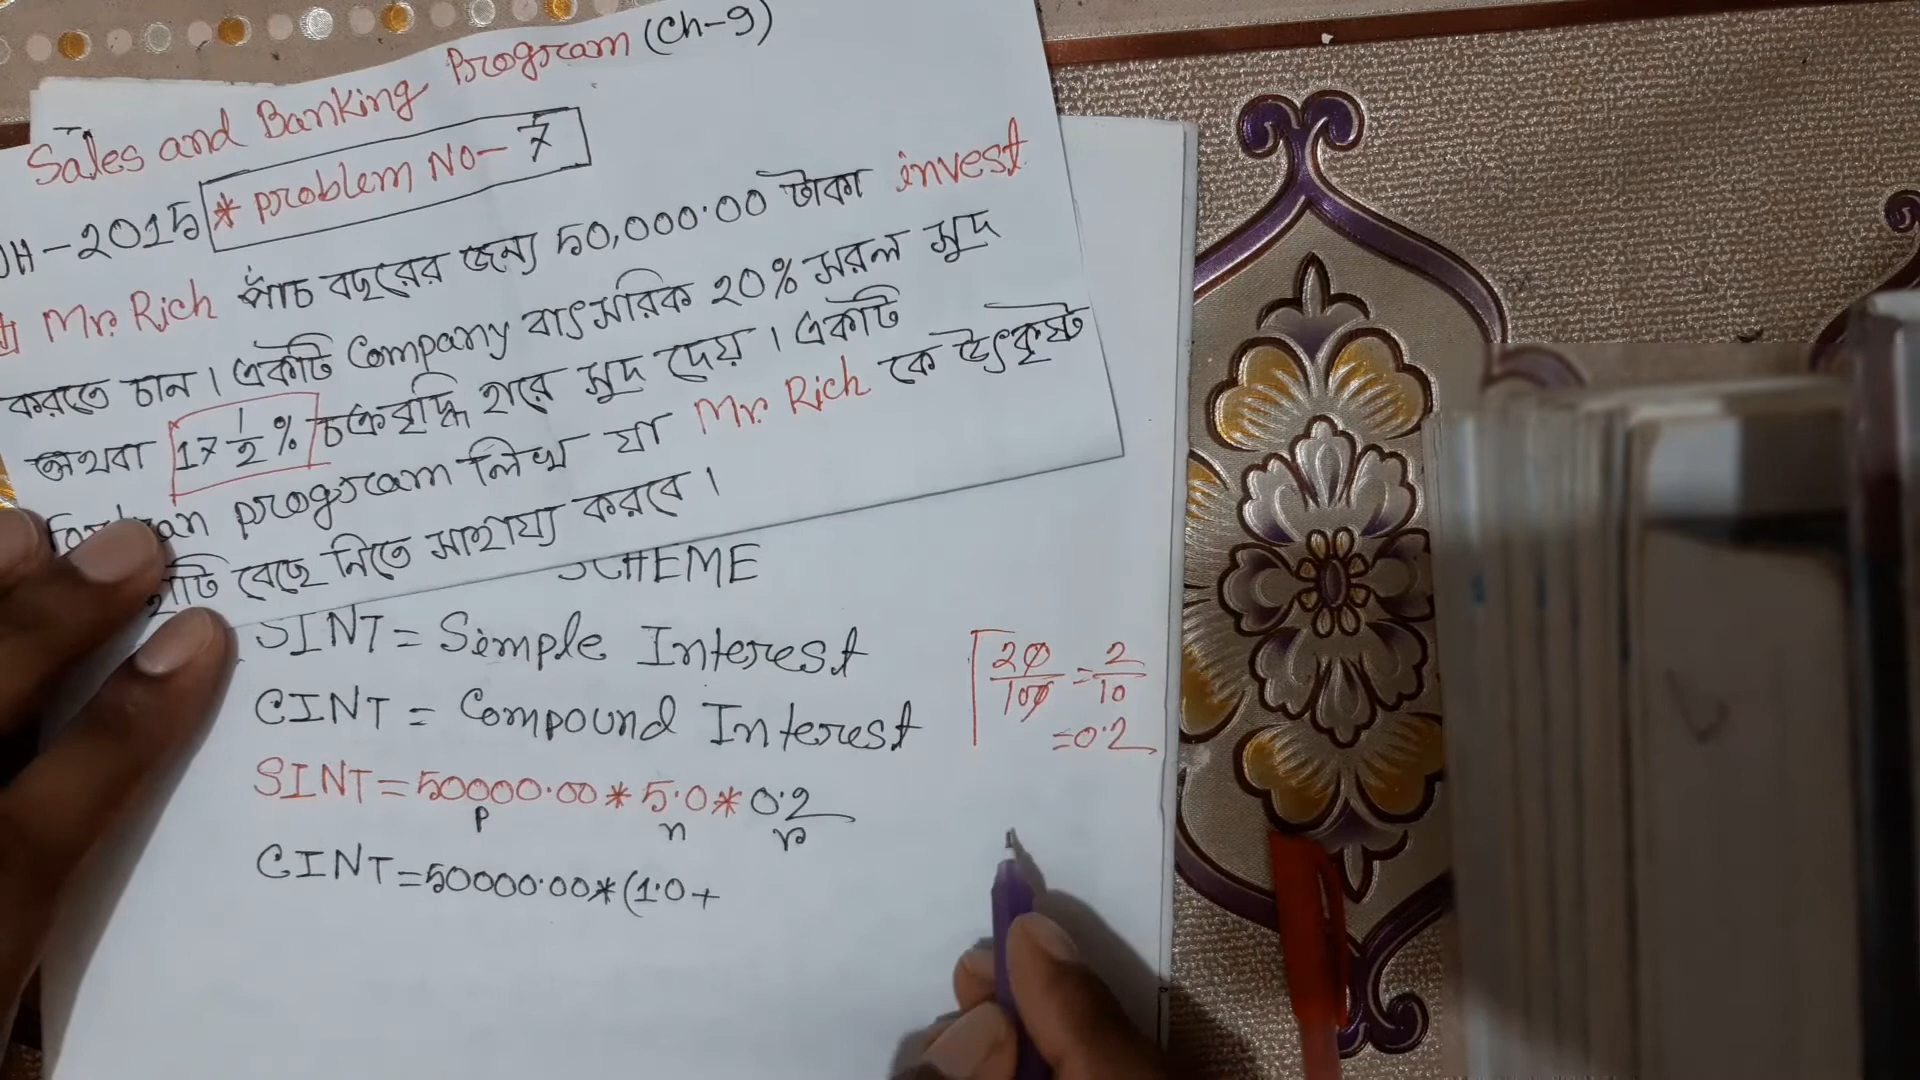 Sales and Banking Program (Ch-9)
-2015 * problem No- 7
Mr. Rich পাঁচ বছরের জন্য ৫0,000.00 টাকা invest
করতে চান। একটি Company বাৎসরিক ২0% সরল সুদ
অথবা 17 1/2 % চক্রবৃদ্ধি হারে সুদ দেয়। একটি
program লিখ যা Mr. Rich কে উৎকৃষ্ট
বেছে নিতে সাহায্য করবে।
SCHEME
SINT = Simple Interest
CINT = Compound Interest
20/100 = 2/10
= 0.2
SINT = 50000.00 * 5.0 * 0.2
p n r
CINT = 50000.00 * (1.0 +